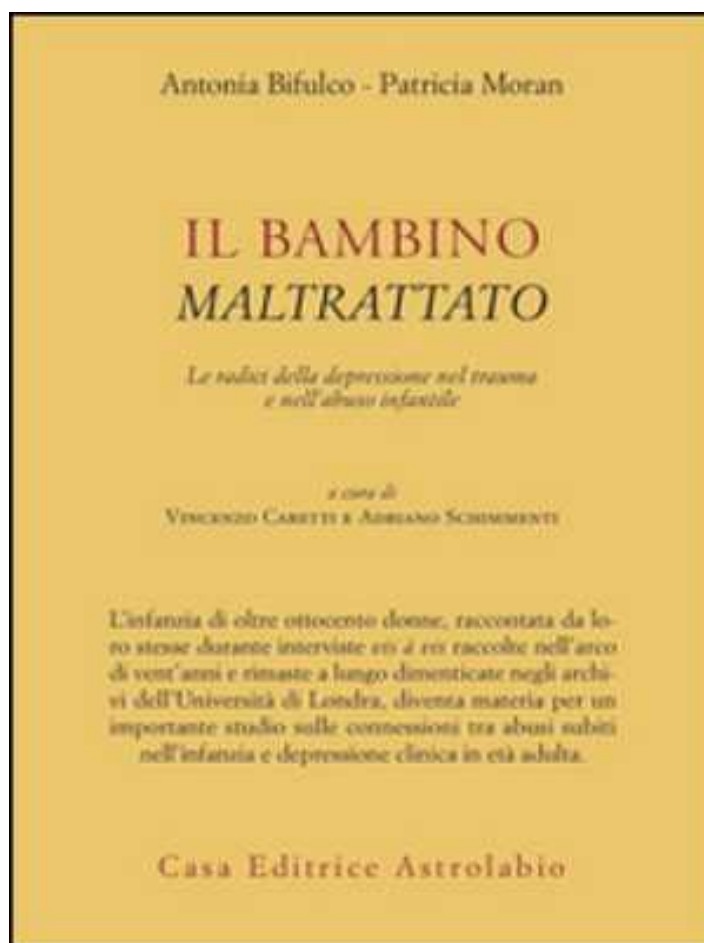 Antonia Bifulco - Patricia Moran
IL BAMBINO
MALTRATTATO
Le radici della depressione nel trauma
e nell'abuso infantile
a cura di
VINCENZO CARETTI E ADRIANO SCHIMMENTI
L'infanzia di oltre ottocento donne, raccontata da lo-
ro stesse durante interviste vis à vis raccolte nell'arco
di vent'anni e rimaste a lungo dimenticate negli archi-
vi dell'Università di Londra, diventa materia per un
importante studio sulle connessioni tra abusi subiti
nell'infanzia e depressione clinica in età adulta.
Casa Editrice Astrolabio